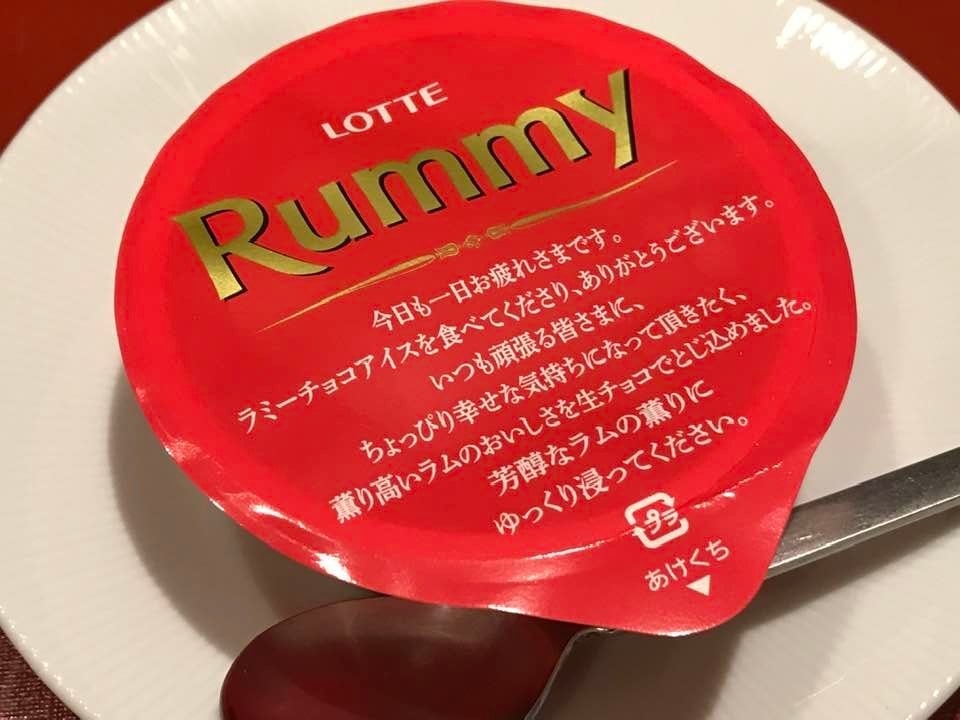 LOTTE
Rummy
今日も一日お疲れさまです。
ラミーチョコアイスを食べてくださり、ありがとうございます。
いつも頑張る皆さまに、
ちょっぴり幸せな気持ちになって頂きたく、
薫り高いラムのおいしさを生チョコでとじ込めました。
芳醇なラムの薫りに
ゆっくり浸ってください。
プラ
あけくち